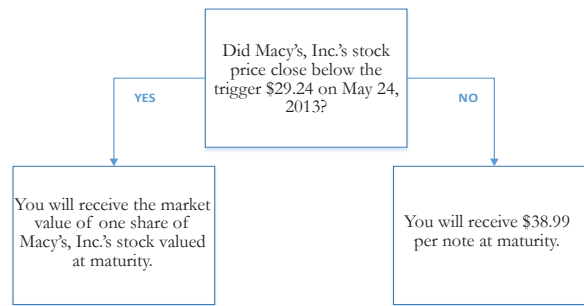 Did Macy's, Inc.'s stock
price close below the
trigger $29.24 on May 24,
2013?
YES
NO
You will receive the market
value of one share of
Macy's, Inc.'s stock valued
at maturity.
You will receive $38.99
per note at maturity.